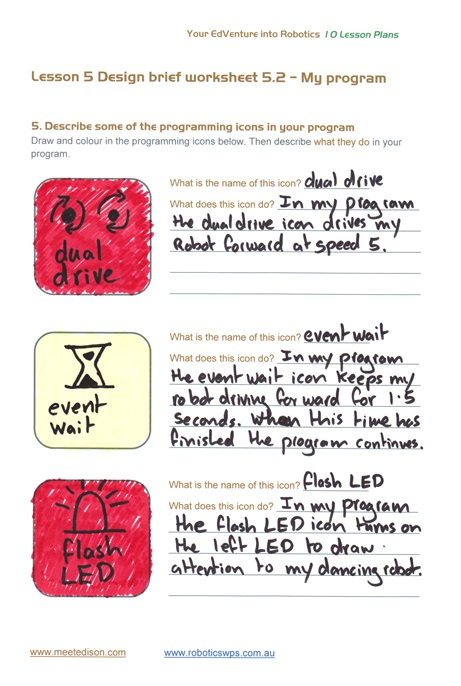 Your EdVenture into Robotics 10 Lesson Plans
Lesson 5 Design brief worksheet 5.2 – My program
5. Describe some of the programming icons in your program
Draw and colour in the programming icons below. Then describe what they do in your
program.
dual
drive
What is the name of this icon? dual drive
What does this icon do? In my program
the dual drive icon drives my
Robot forward at speed 5.
event
wait
What is the name of this icon? event wait
What does this icon do? In my program
the event wait icon keeps my
robot driving forward for 1.5
seconds. When this time has
finished the program continues.
flash
LED
What is the name of this icon? flash LED
What does this icon do? In my program
the flash LED icon turns on
the left LED to draw
attention to my dancing robot.
www.meetedison.com www.roboticswps.com.au